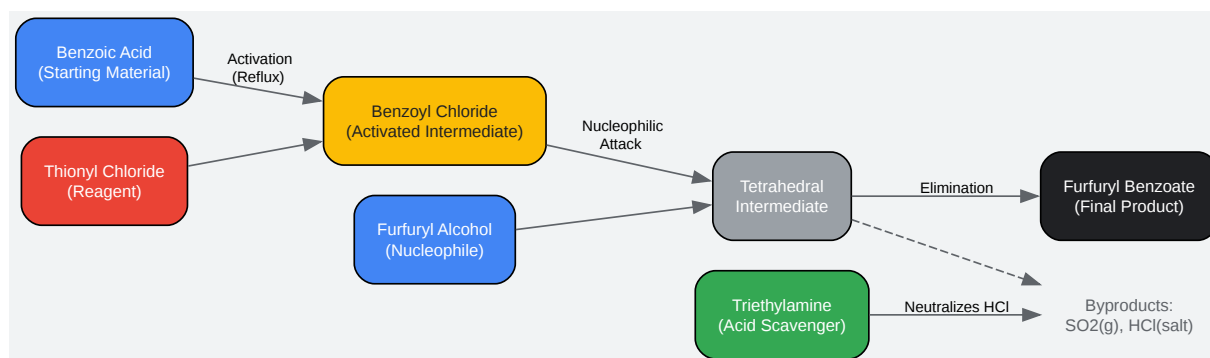 Benzoic Acid
(Starting Material)
Activation
(Reflux)
Thionyl Chloride
(Reagent)
Benzoyl Chloride
(Activated Intermediate)
Nucleophilic
Attack
Furfuryl Alcohol
(Nucleophile)
Tetrahedral
Intermediate
Elimination
Furfuryl Benzoate
(Final Product)
Triethylamine
(Acid Scavenger)
Neutralizes HCl
Byproducts:
SO2(g), HCl(salt)